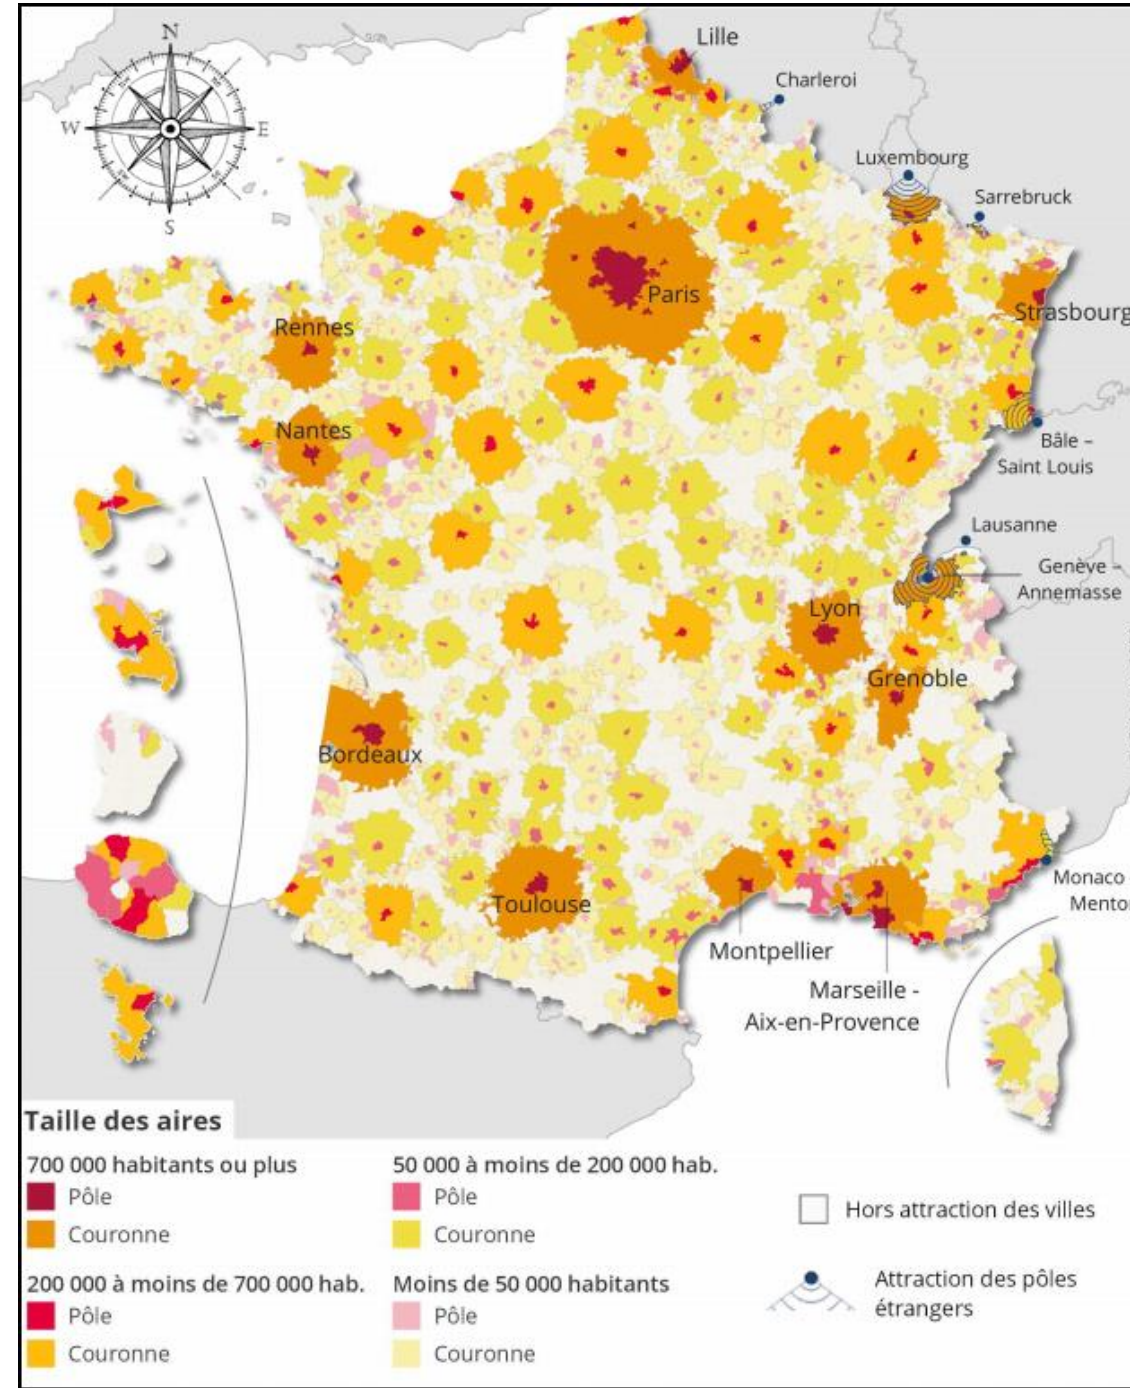 N
W
E
S
Lille
Charleroi
Luxembourg
Sarrebruck
Paris
Strasbourg
Rennes
Nantes
Bâle –
Saint Louis
Lausanne
Genève –
Annemasse
Lyon
Grenoble
Bordeaux
Toulouse
Monaco
Mento
Montpellier
Marseille -
Aix-en-Provence
Taille des aires
700 000 habitants ou plus
Pôle
Couronne
200 000 à moins de 700 000 hab.
Pôle
Couronne
50 000 à moins de 200 000 hab.
Pôle
Couronne
Moins de 50 000 habitants
Pôle
Couronne
Hors attraction des villes
Attraction des pôles
étrangers